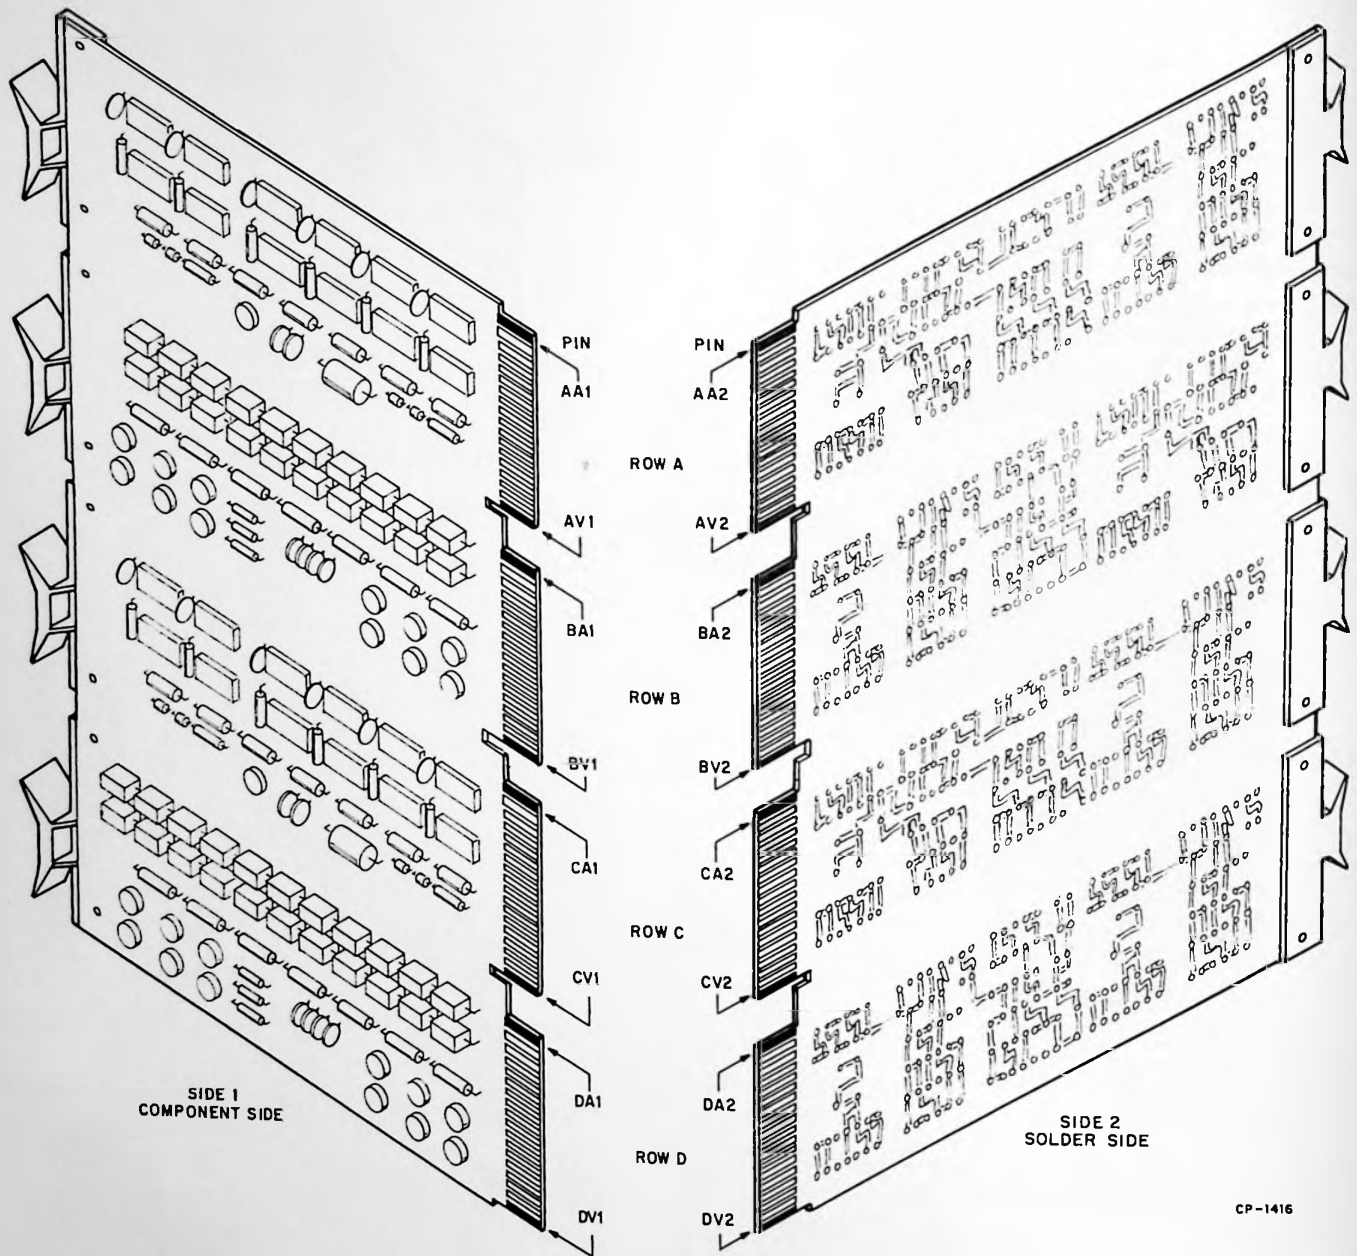 PIN PIN
AA1 AA2
ROW A
AV1 AV2
BA1 BA2
ROW B
BV1 BV2
CA1 CA2
ROW C
CV1 CV2
DA1 DA2
SIDE 1
COMPONENT SIDE
SIDE 2
SOLDER SIDE
ROW D
DV1 DV2
CP-1416